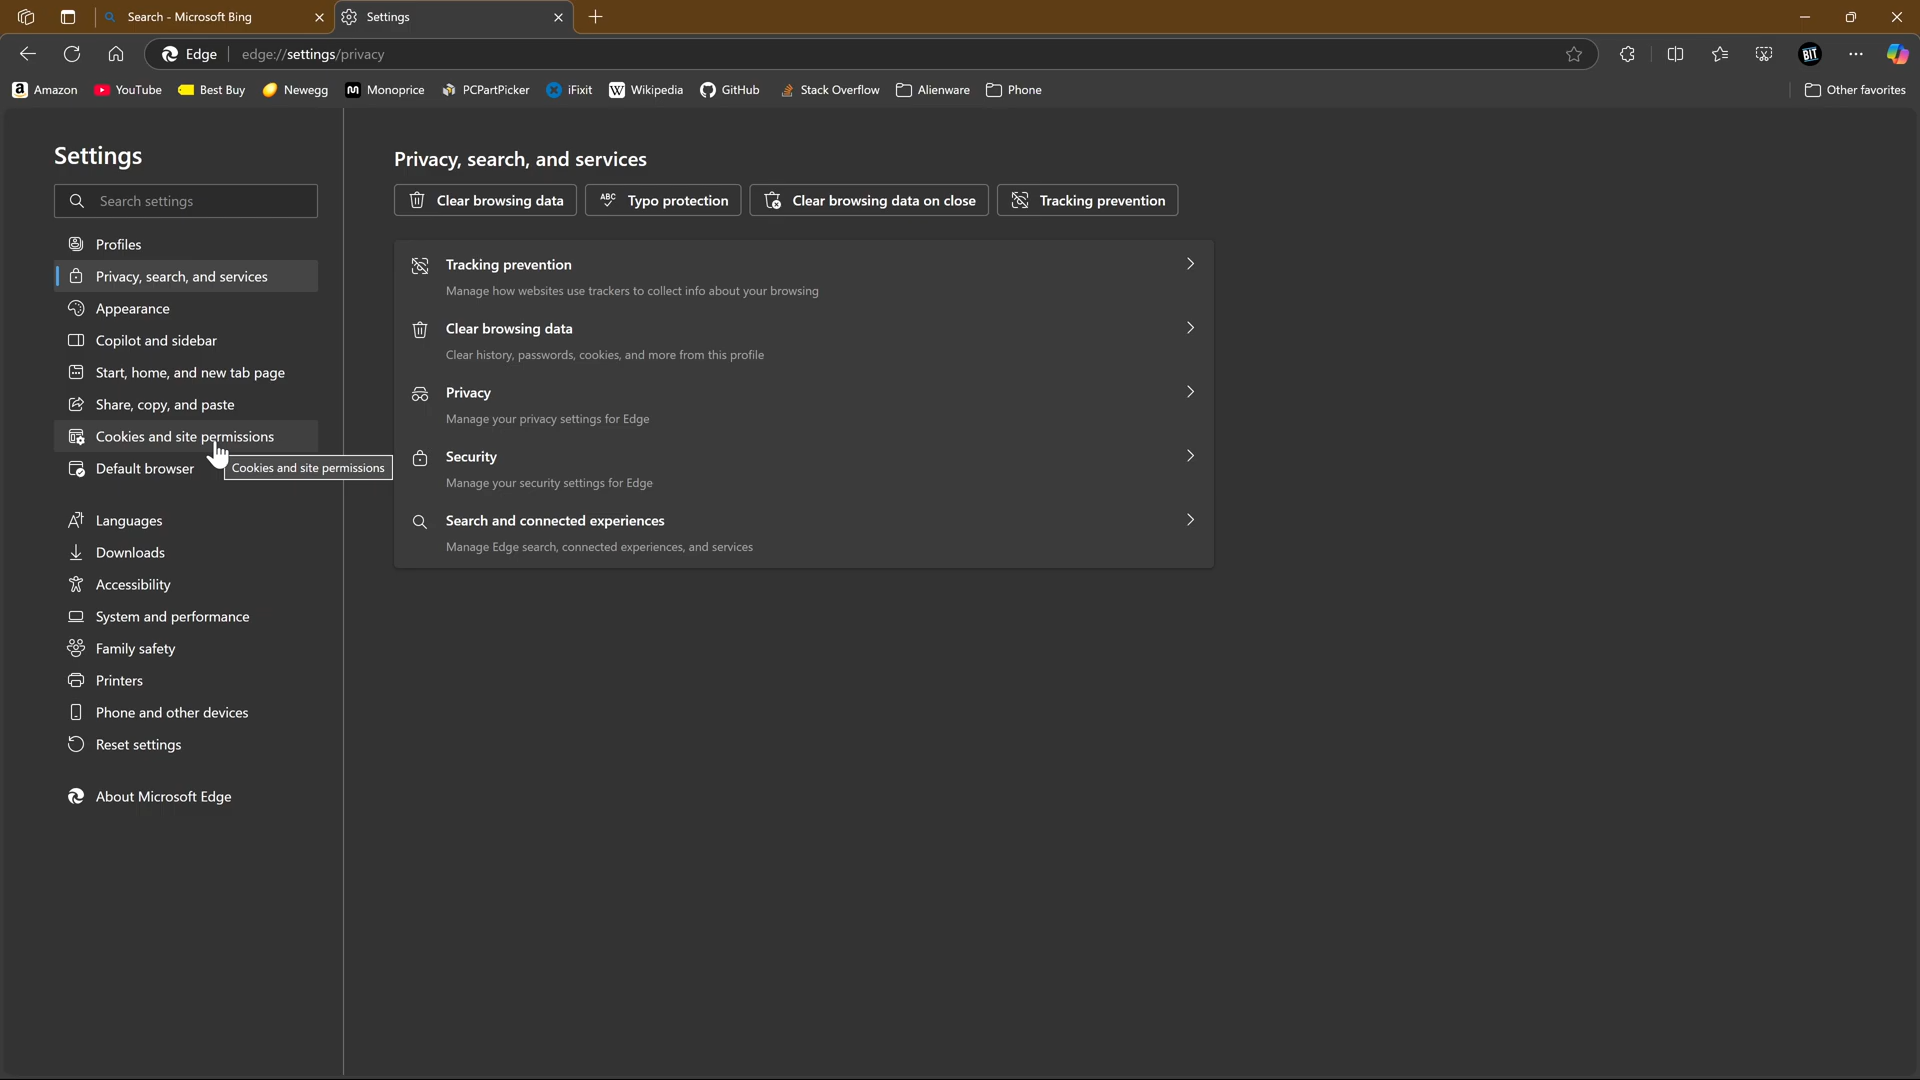 Search - Microsoft Bing
Settings
Edge
edge://settings/privacy
BIT
Amazon
YouTube
Best Buy
Newegg
Monoprice
PCPartPicker
iFixit
Wikipedia
GitHub
Stack Overflow
Alienware
Phone
Other favorites
Settings
Search settings
Profiles
Privacy, search, and services
Appearance
Copilot and sidebar
Start, home, and new tab page
Share, copy, and paste
Cookies and site permissions
Default browser
Cookies and site permissions
Languages
Downloads
Accessibility
System and performance
Family safety
Printers
Phone and other devices
Reset settings
About Microsoft Edge
Privacy, search, and services
Clear browsing data
ABC
Typo protection
Clear browsing data on close
Tracking prevention
Tracking prevention
Manage how websites use trackers to collect info about your browsing
Clear browsing data
Clear history, passwords, cookies, and more from this profile
Privacy
Manage your privacy settings for Edge
Security
Manage your security settings for Edge
Search and connected experiences
Manage Edge search, connected experiences, and services